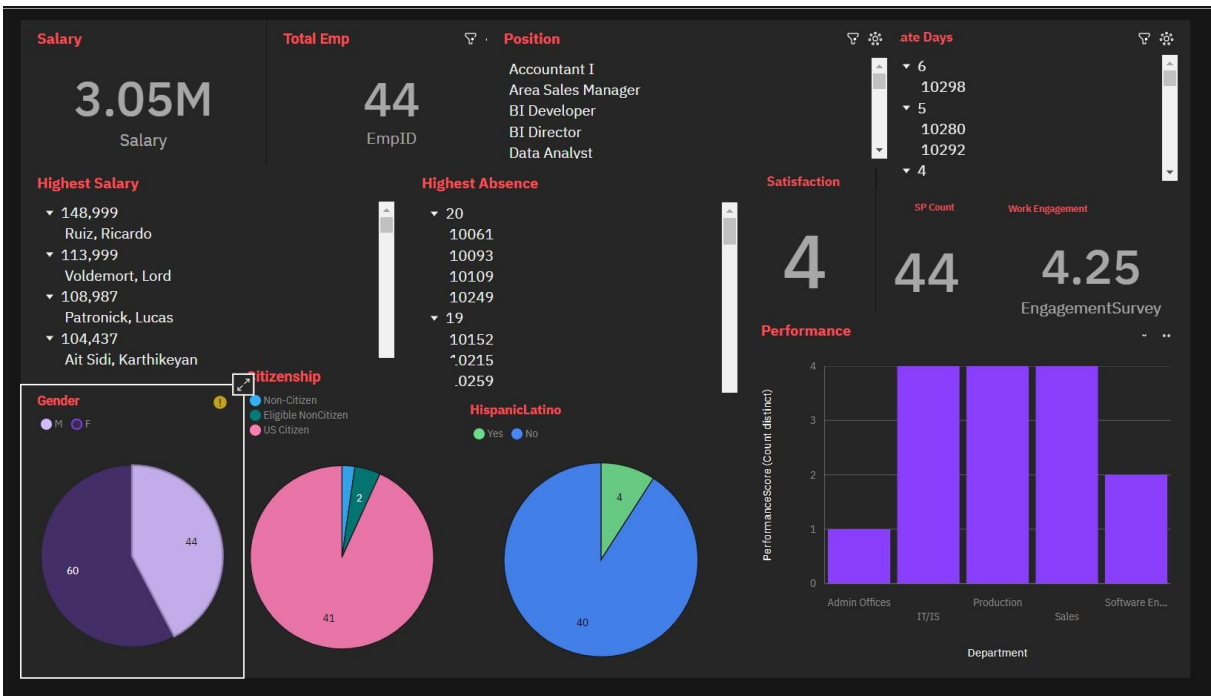 Salary
3.05M
Salary
Total Emp
44
EmpID
Position
Accountant I
Area Sales Manager
BI Developer
BI Director
Data Analyst
ate Days
6
10298
5
10280
10292
4
Highest Salary
148,999
Ruiz, Ricardo
113,999
Voldemort, Lord
108,987
Patronick, Lucas
104,437
Ait Sidi, Karthikeyan
Highest Absence
20
10061
10093
10109
10249
19
10152
0215
0259
Satisfaction
4
SP Count
44
Work Engagement
4.25
EngagementSurvey
Gender
M F
44
60
itizenship
Non-Citizen
Eligible NonCitizen
US Citizen
2
41
HispanicLatino
Yes No
4
40
Performance
PerformanceScore (Count distinct)
4
3
2
1
0
Admin Offices
IT/IS
Production
Sales
Software En...
Department